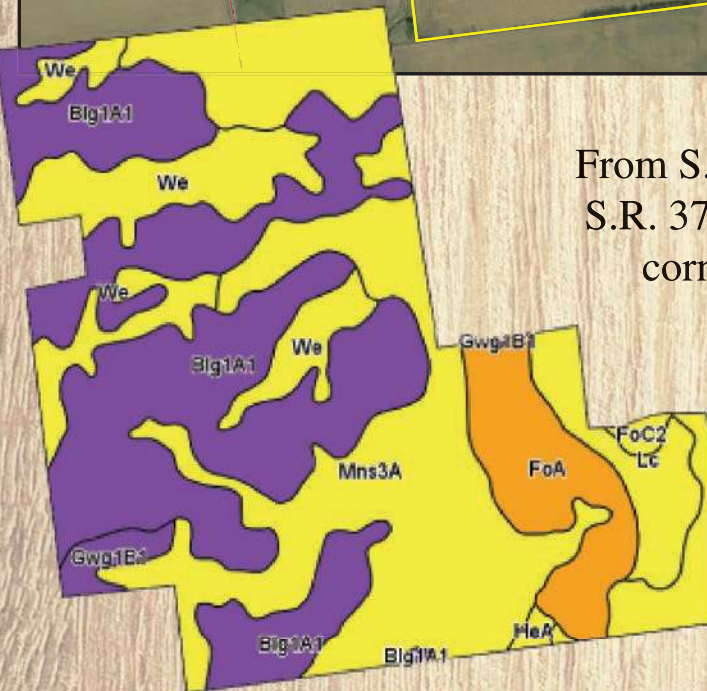 We
Blg1A1
We
From S.
S.R. 37
corn
We
Blg1A1
We
Gwg1B1
FoC2
Lc
Mns3A
FoA
Gwg1B1
Blg1A1
Blg1A1
HeA